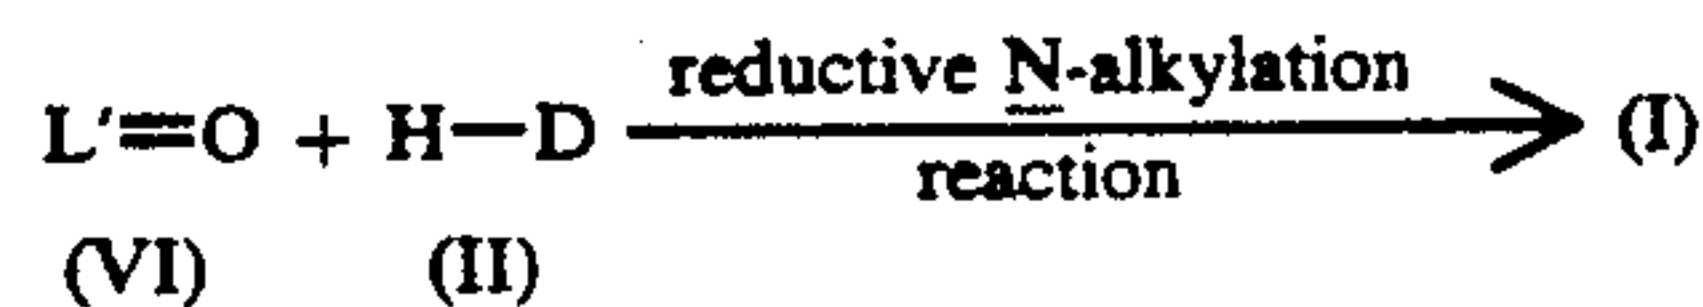 reductive N-alkylation
L′=O + H—D ⟶ (I)
reaction
(VI) (II)